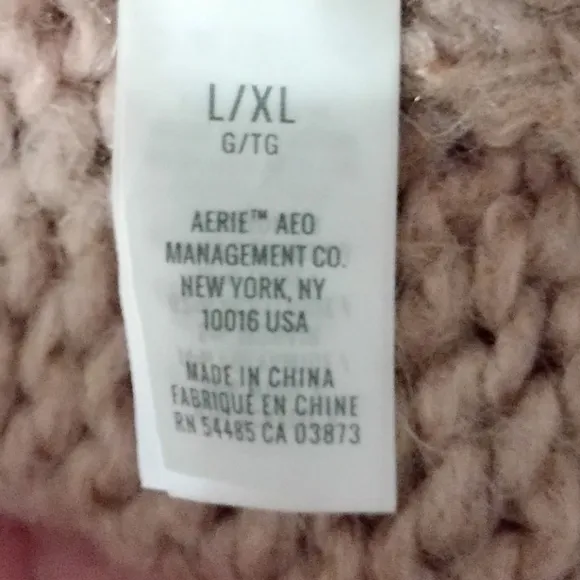 L/XL
G/TG
AERIE™ AEO
MANAGEMENT CO.
NEW YORK, NY
10016 USA
MADE IN CHINA
FABRIQUÉ EN CHINE
RN 54485 CA 03873